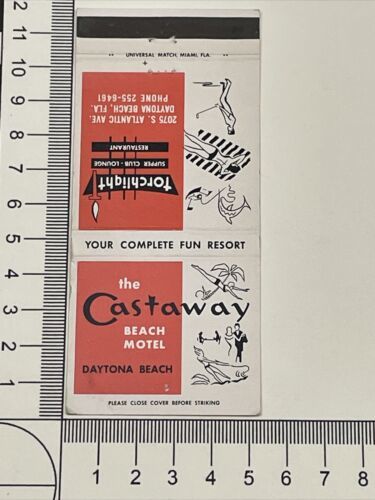 UNIVERSAL MATCH, MIAMI, FLA.
2075 S. ATLANTIC AVE.
DAYTONA BEACH, FLA.
PHONE 255-6461
torchlight
SUPPER CLUB - LOUNGE
RESTAURANT
YOUR COMPLETE FUN RESORT
the
Castaway
BEACH
MOTEL
DAYTONA BEACH
PLEASE CLOSE COVER BEFORE STRIKING
12
11
10
9
8
7
6
5
4
3
2
1
1 2 3 4 5 6 7 8